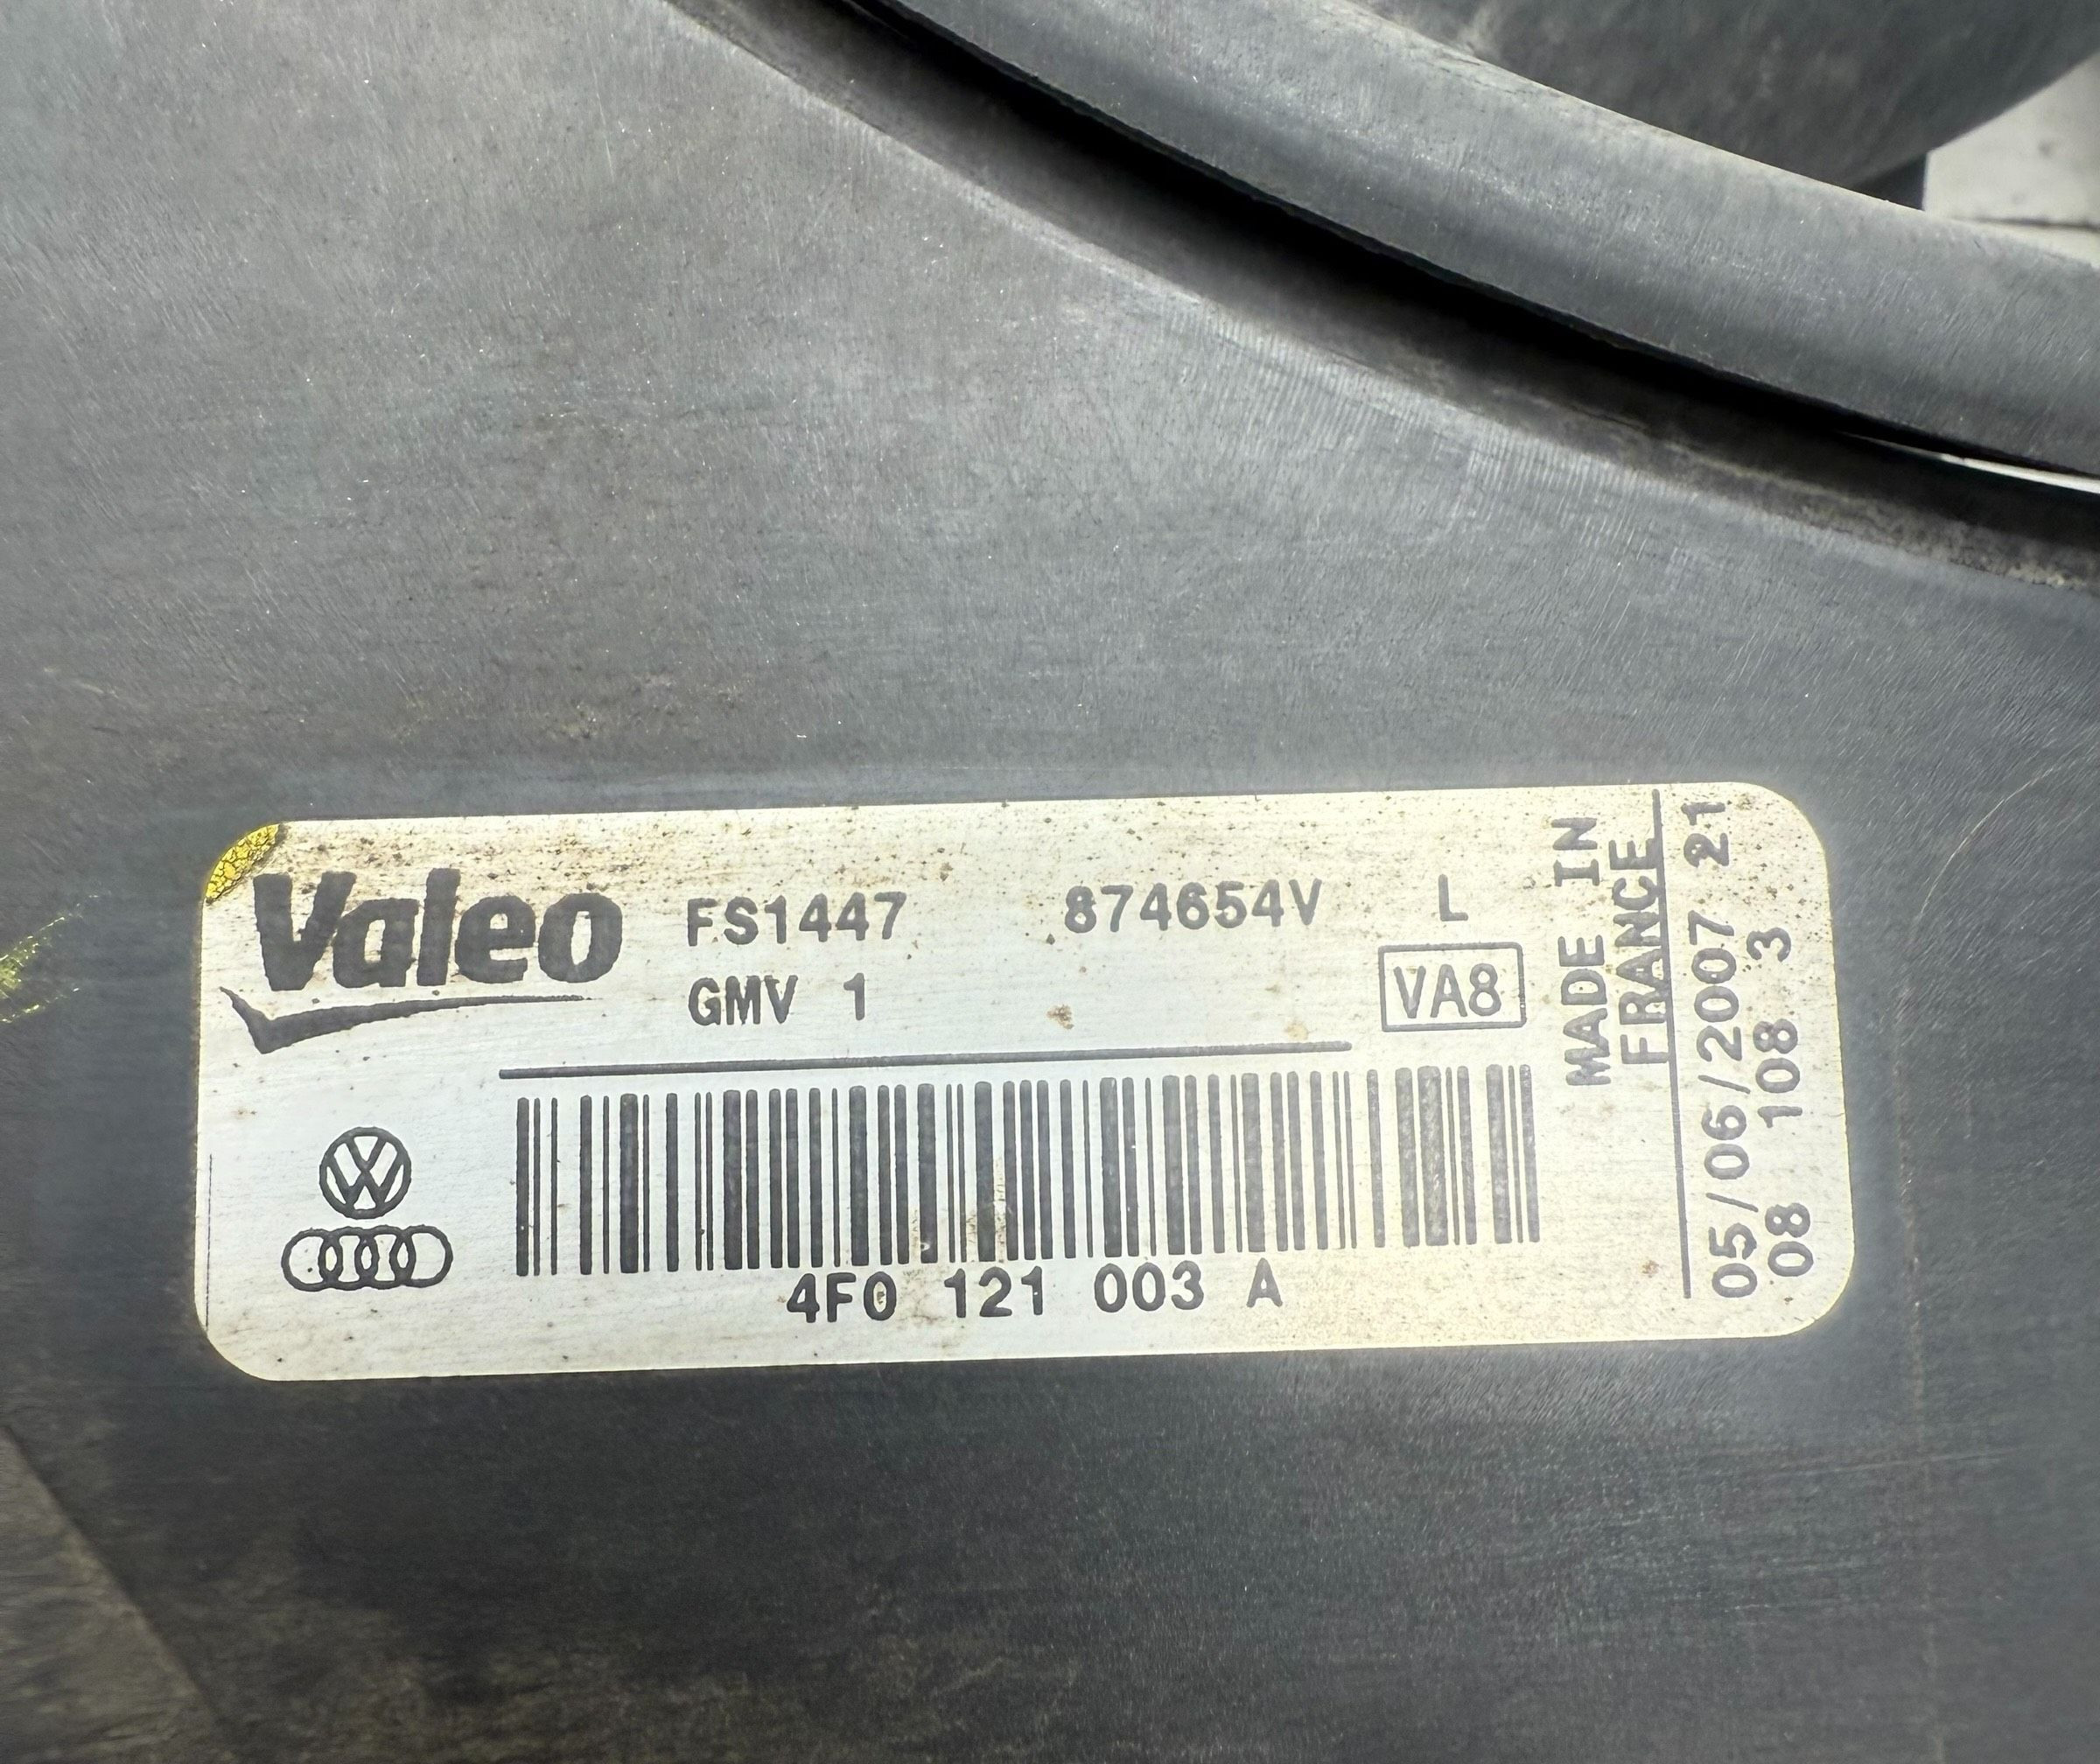 Valeo FS1447 874654V L
GMV 1 VA8
4F0 121 003 A
MADE IN
FRANCE
05/06/2007 21
08 108 3